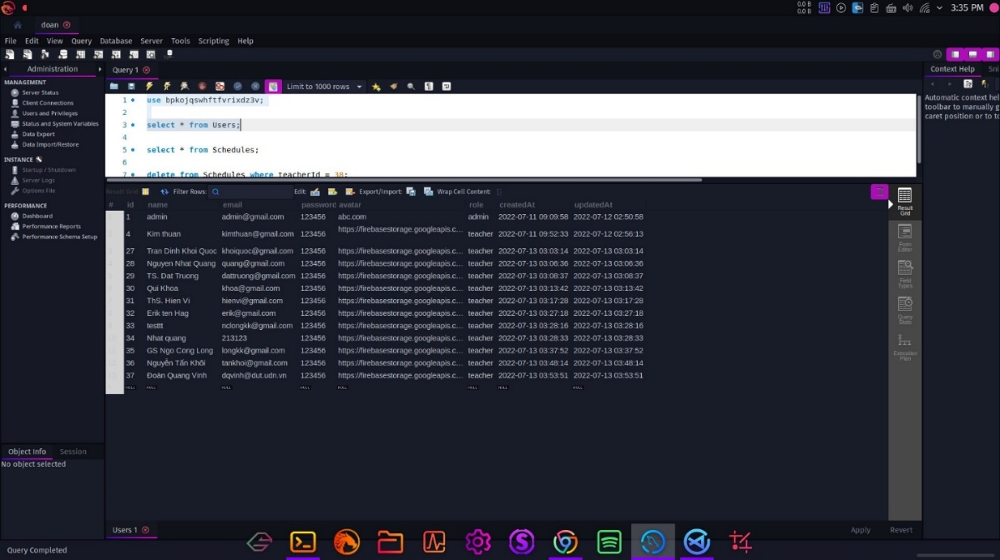 0.0 B
0.0 B
3:35 PM
doan
File Edit View Query Database Server Tools Scripting Help
Administration
Query 1
Context Help
Sni
MANAGEMENT
Server Status
Client Connections
Users and Privileges
Status and System Variables
Data Export
Data Import/Restore
INSTANCE
Startup / Shutdown
Server Logs
Options File
PERFORMANCE
Dashboard
Performance Reports
Performance Schema Setup
Limit to 1000 rows
1 use bpkojqswhftfvrixdz3v;
2
3 select * from Users;
4
5 select * from Schedules;
6
7 delete from Schedules where teacherId = 38;
Automatic context hel
toolbar to manually g
caret position or to to
Result Grid Filter Rows: Edit: Export/Import: Wrap Cell Content:
# id name email password avatar role createdAt updatedAt
1 admin admin@gmail.com 123456 abc.com admin 2022-07-11 09:09:58 2022-07-12 02:50:58
4 Kim thuan kimthuan@gmail.com 123456 https://firebasestorage.googleapis.c... teacher 2022-07-11 09:52:33 2022-07-12 02:56:13
27 Tran Dinh Khoi Quoc khoiquoc@gmail.com 123456 https://firebasestorage.googleapis.c... teacher 2022-07-13 03:03:14 2022-07-13 03:03:14
28 Nguyen Nhat Quang quang@gmail.com 123456 https://firebasestorage.googleapis.c... teacher 2022-07-13 03:06:36 2022-07-13 03:06:36
29 TS. Dat Truong dattruong@gmail.com 123456 https://firebasestorage.googleapis.c... teacher 2022-07-13 03:08:37 2022-07-13 03:08:37
30 Qui Khoa khoa@gmail.com 123456 https://firebasestorage.googleapis.c... teacher 2022-07-13 03:13:42 2022-07-13 03:13:42
31 ThS. Hien Vi hienvi@gmail.com 123456 https://firebasestorage.googleapis.c... teacher 2022-07-13 03:17:28 2022-07-13 03:17:28
32 Erik ten Hag erik@gmail.com 123456 https://firebasestorage.googleapis.c... teacher 2022-07-13 03:27:18 2022-07-13 03:27:18
33 testtt nclongkk@gmail.com 123456 https://firebasestorage.googleapis.c... teacher 2022-07-13 03:28:16 2022-07-13 03:28:16
34 Nhat quang 213123 123456 https://firebasestorage.googleapis.c... teacher 2022-07-13 03:28:33 2022-07-13 03:28:33
35 GS Ngo Cong Long longkk@gmail.com 123456 https://firebasestorage.googleapis.c... teacher 2022-07-13 03:37:52 2022-07-13 03:37:52
36 Nguyễn Tấn Khôi tankhoi@gmail.com 123456 https://firebasestorage.googleapis.c... teacher 2022-07-13 03:48:14 2022-07-13 03:48:14
37 Đoàn Quang Vinh dqvinh@dut.udn.vn 123456 https://firebasestorage.googleapis.c... teacher 2022-07-13 03:53:51 2022-07-13 03:53:51
NULL NULL NULL NULL NULL NULL NULL NULL
Result
Grid
Form
Editor
Field
Types
Query
Stats
Execution
Plan
Object Info Session
No object selected
Users 1
Apply Revert
Query Completed